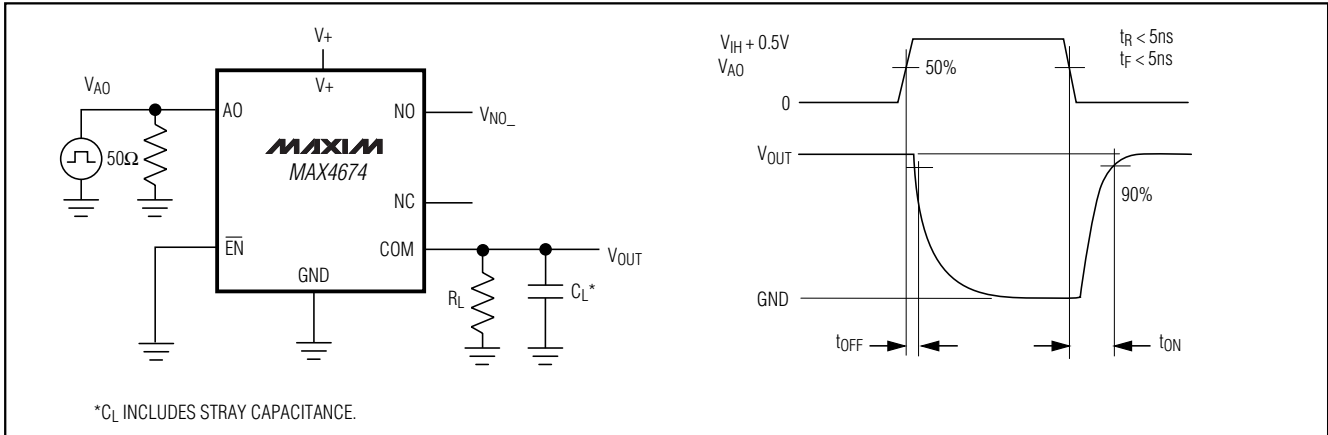 V+
V+
VAO
AO
NO
VNO_
50Ω
MAXIM
MAX4674
NC
EN
COM
VOUT
GND
RL
CL*
*CL INCLUDES STRAY CAPACITANCE.
VIH + 0.5V
VAO
50%
tR < 5ns
tF < 5ns
0
VOUT
90%
GND
tOFF
tON